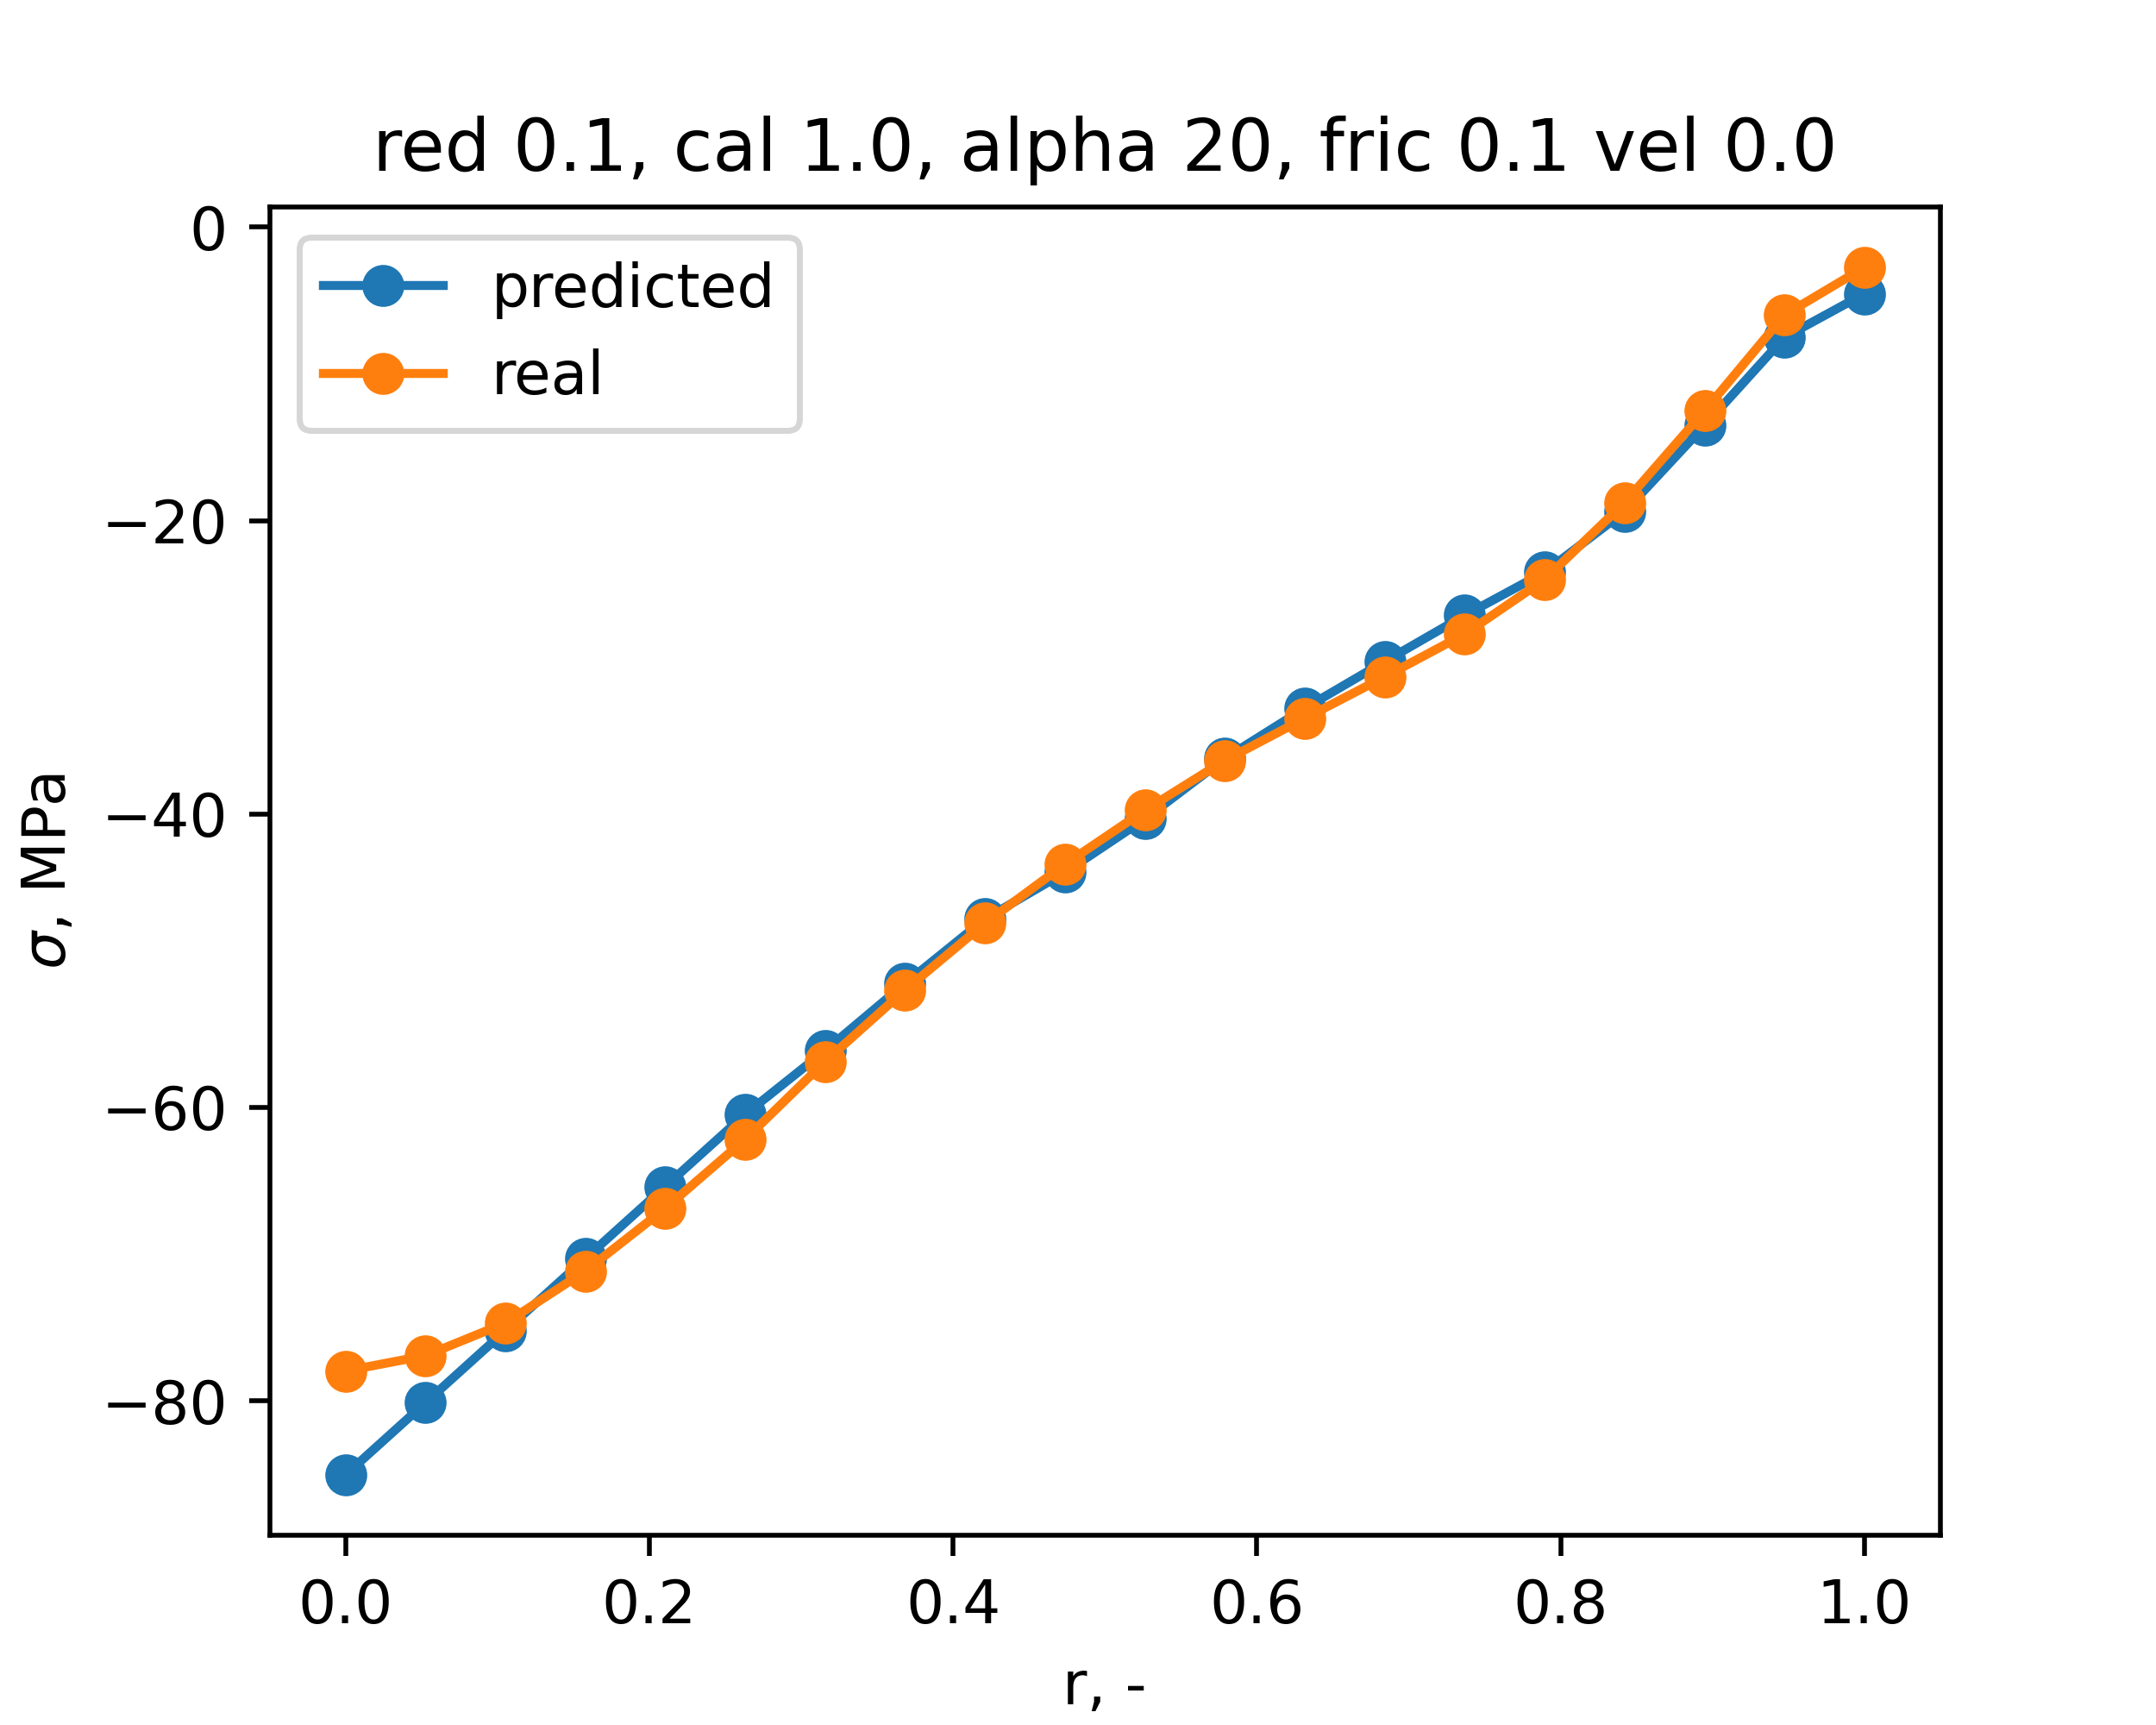 red 0.1, cal 1.0, alpha 20, fric 0.1 vel 0.0
predicted
real
0
−20
−40
−60
−80
σ, MPa
0.0 0.2 0.4 0.6 0.8 1.0
r, -